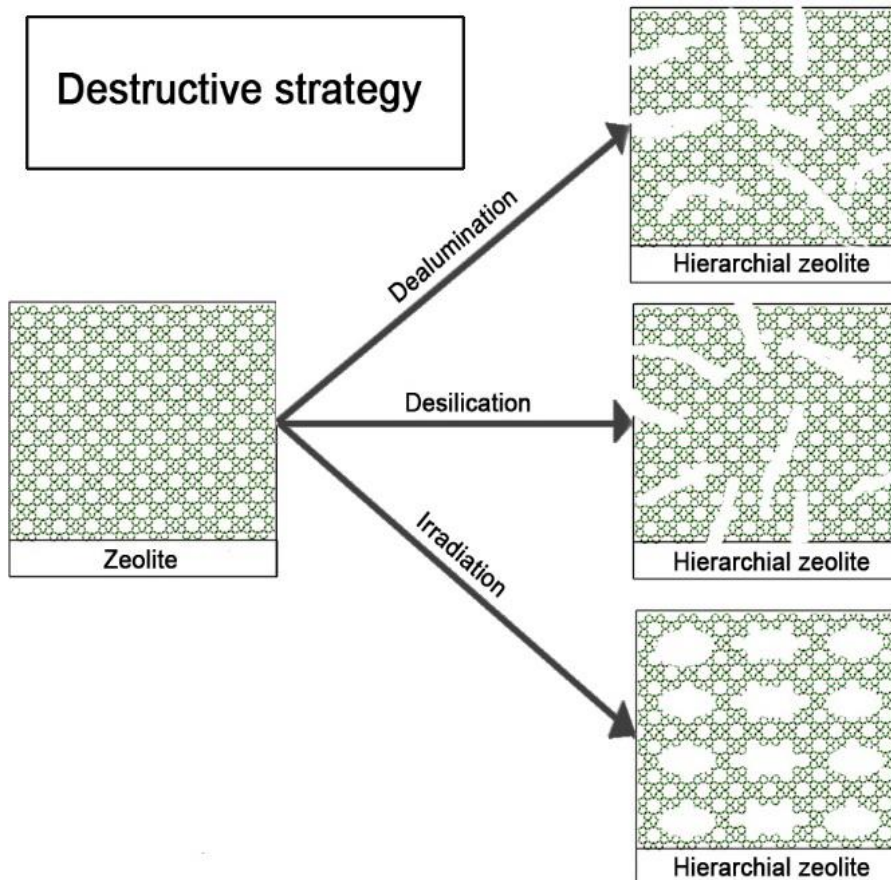 Destructive strategy
Dealumination
Hierarchial zeolite
Desilication
Hierarchial zeolite
Zeolite
Irradiation
Hierarchial zeolite